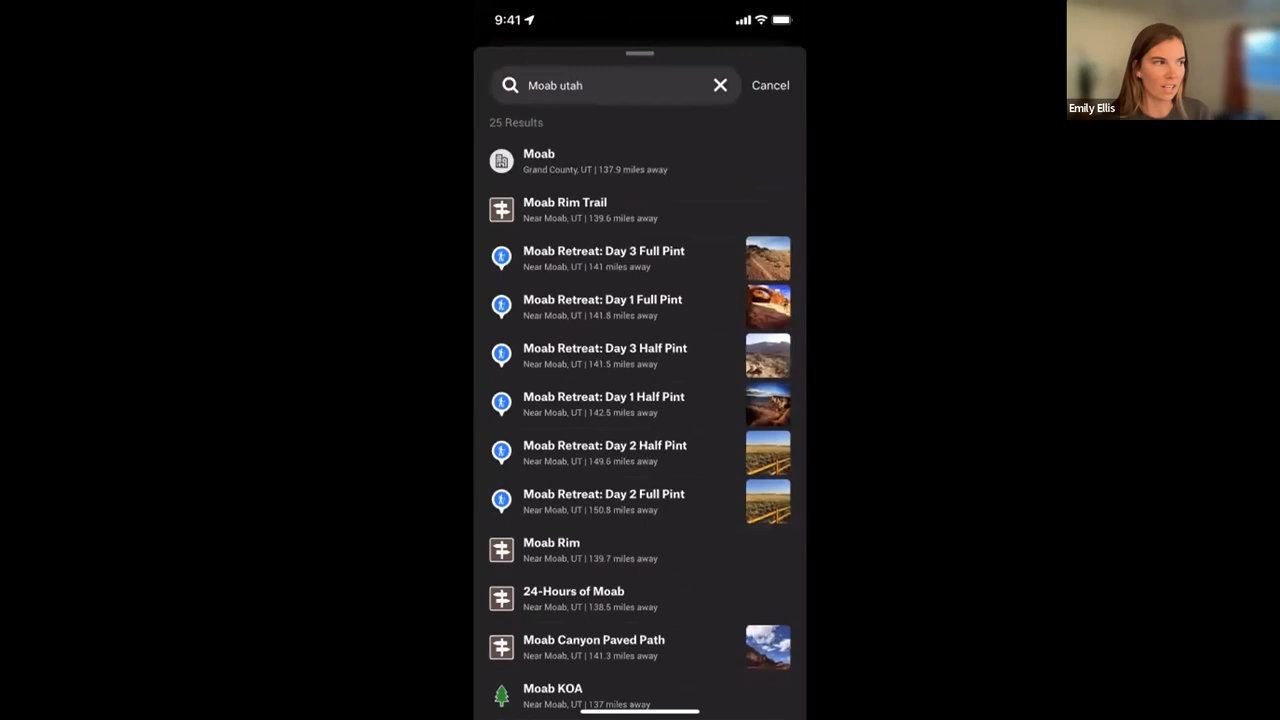 9:41
Moab utah
Cancel
25 Results
Moab
Grand County, UT | 137.9 miles away
Moab Rim Trail
Near Moab, UT | 139.6 miles away
Moab Retreat: Day 3 Full Pint
Near Moab, UT | 141 miles away
Moab Retreat: Day 1 Full Pint
Near Moab, UT | 141.8 miles away
Moab Retreat: Day 3 Half Pint
Near Moab, UT | 141.5 miles away
Moab Retreat: Day 1 Half Pint
Near Moab, UT | 142.5 miles away
Moab Retreat: Day 2 Half Pint
Near Moab, UT | 149.6 miles away
Moab Retreat: Day 2 Full Pint
Near Moab, UT | 150.8 miles away
Moab Rim
Near Moab, UT | 139.7 miles away
24-Hours of Moab
Near Moab, UT | 138.5 miles away
Moab Canyon Paved Path
Near Moab, UT | 141.3 miles away
Moab KOA
Near Moab, UT | 137 miles away
Emily Ellis